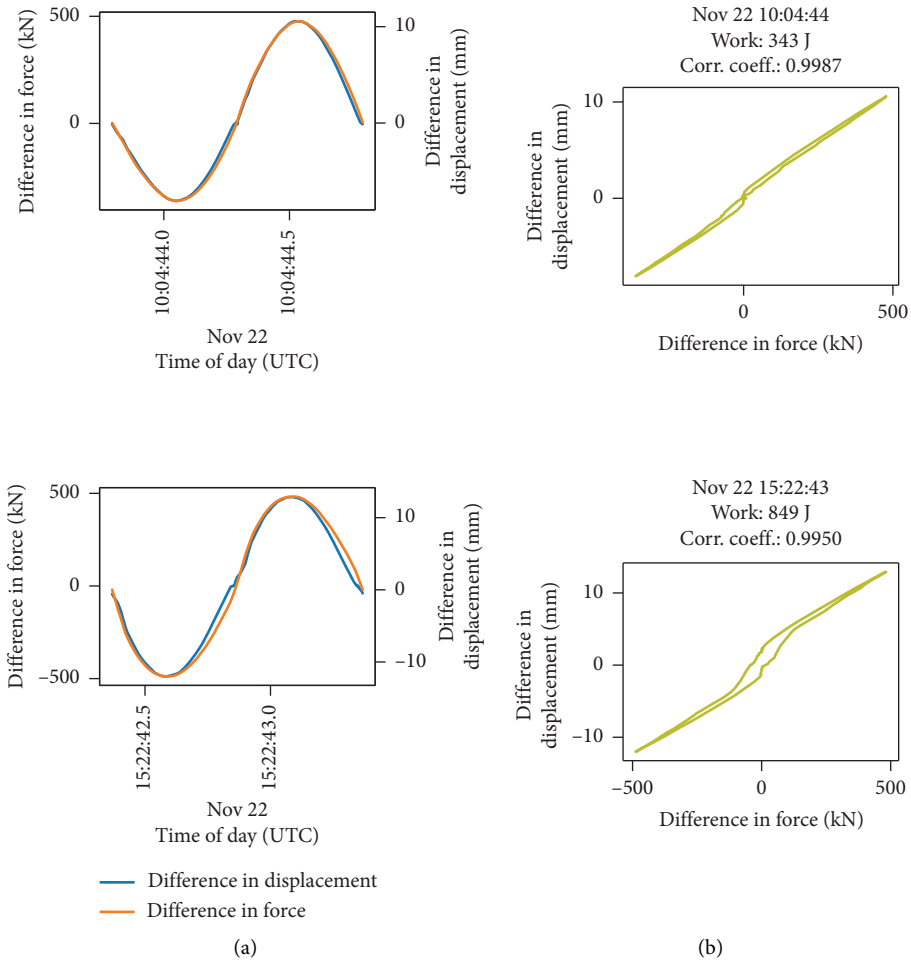 Difference in force (kN)
500
0
10
0
Difference in
displacement (mm)
10:04:44.0
10:04:44.5
Nov 22
Time of day (UTC)
Nov 22 10:04:44
Work: 343 J
Corr. coeff.: 0.9987
Difference in
displacement (mm)
10
0
0
500
Difference in force (kN)
Difference in force (kN)
500
0
−500
10
0
−10
Difference in
displacement (mm)
15:22:42.5
15:22:43.0
Nov 22
Time of day (UTC)
Nov 22 15:22:43
Work: 849 J
Corr. coeff.: 0.9950
Difference in
displacement (mm)
10
0
−10
−500
0
500
Difference in force (kN)
Difference in displacement
Difference in force
(a)
(b)